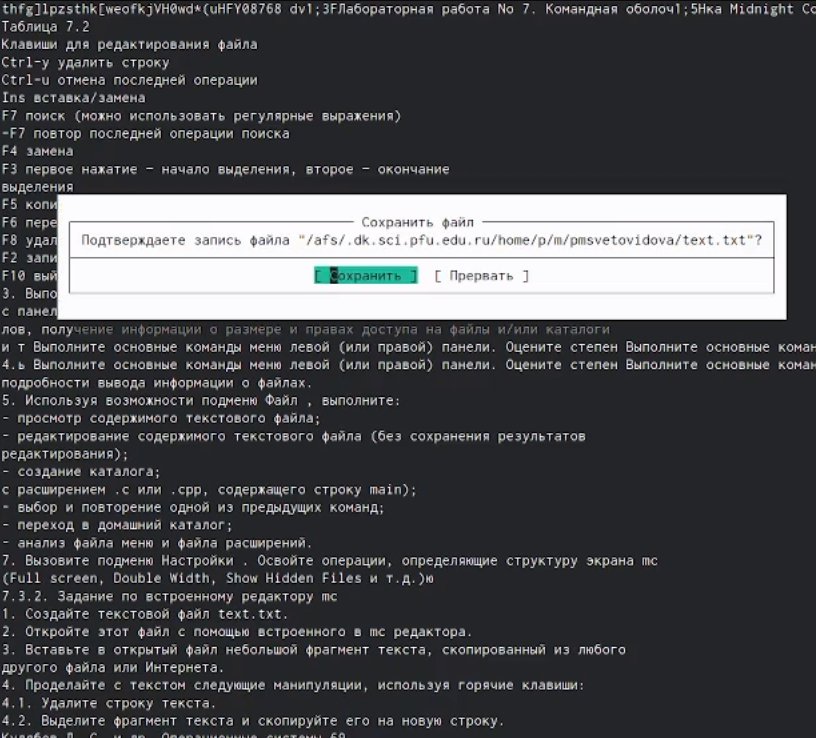 thfg]lpzsthk[weofkjVH0wd*(uHFY08768 dv1;3FЛабораторная работа No 7. Командная оболоч1;5Hка Midnight Co
Таблица 7.2
Клавиши для редактирования файла
Ctrl-y удалить строку
Ctrl-u отмена последней операции
Ins вставка/замена
F7 поиск (можно использовать регулярные выражения)
-F7 повтор последней операции поиска
F4 замена
F3 первое нажатие — начало выделения, второе — окончание
выделения
F5 копи
F6 пере
F8 удал
F2 запи
F10 вый
3. Выпо
с панел
Сохранить файл
Подтверждаете запись файла "/afs/.dk.sci.pfu.edu.ru/home/p/m/pmsvetovidova/text.txt"?
[ Сохранить ] [ Прервать ]
лов, получение информации о размере и правах доступа на файлы и/или каталоги
и т Выполните основные команды меню левой (или правой) панели. Оцените степен Выполните основные коман
4.ь Выполните основные команды меню левой (или правой) панели. Оцените степен Выполните основные коман
подробности вывода информации о файлах.
5. Используя возможности подменю Файл , выполните:
- просмотр содержимого текстового файла;
- редактирование содержимого текстового файла (без сохранения результатов
редактирования);
- создание каталога;
с расширением .c или .cpp, содержащего строку main);
- выбор и повторение одной из предыдущих команд;
- переход в домашний каталог;
- анализ файла меню и файла расширений.
7. Вызовите подменю Настройки . Освойте операции, определяющие структуру экрана mc
(Full screen, Double Width, Show Hidden Files и т.д.)ю
7.3.2. Задание по встроенному редактору mc
1. Создайте текстовой файл text.txt.
2. Откройте этот файл с помощью встроенного в mc редактора.
3. Вставьте в открытый файл небольшой фрагмент текста, скопированный из любого
другого файла или Интернета.
4. Проделайте с текстом следующие манипуляции, используя горячие клавиши:
4.1. Удалите строку текста.
4.2. Выделите фрагмент текста и скопируйте его на новую строку.
Кулябов Д. С. и др. Операционные системы 69